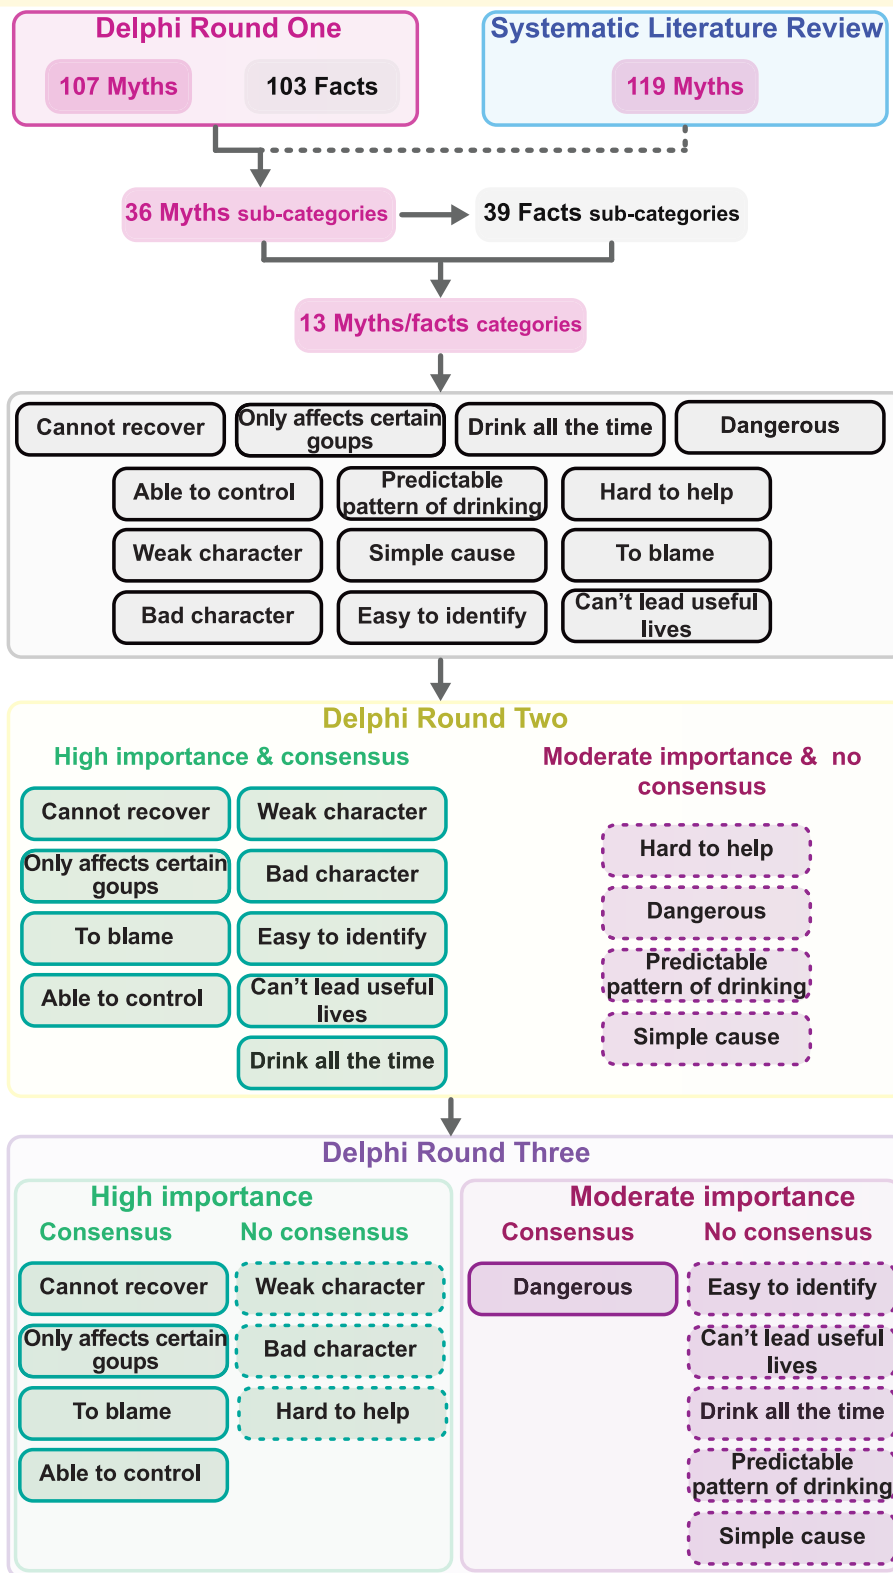 Delphi Round One
107 Myths
103 Facts
Systematic Literature Review
119 Myths
36 Myths sub-categories
39 Facts sub-categories
13 Myths/facts categories
Cannot recover
Only affects certain
goups
Drink all the time
Dangerous
Able to control
Predictable
pattern of drinking
Hard to help
Weak character
Simple cause
To blame
Bad character
Easy to identify
Can't lead useful
lives
Delphi Round Two
High importance & consensus
Cannot recover
Weak character
Only affects certain
goups
Bad character
To blame
Easy to identify
Able to control
Can't lead useful
lives
Drink all the time
Moderate importance & no
consensus
Hard to help
Dangerous
Predictable
pattern of drinking
Simple cause
Delphi Round Three
High importance
Consensus
No consensus
Cannot recover
Weak character
Only affects certain
goups
Bad character
To blame
Hard to help
Able to control
Moderate importance
Consensus
No consensus
Dangerous
Easy to identify
Can't lead useful
lives
Drink all the time
Predictable
pattern of drinking
Simple cause